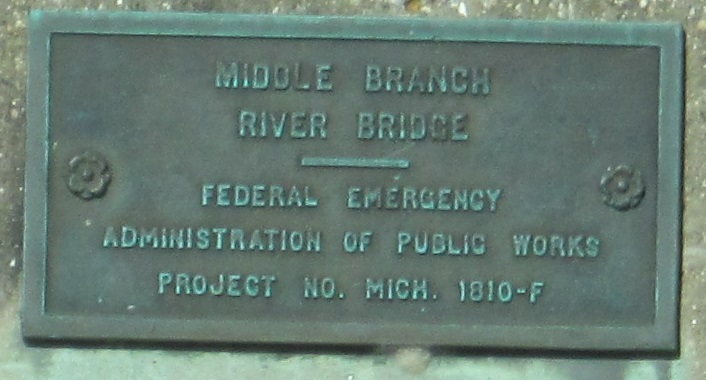 MIDDLE BRANCH
RIVER BRIDGE
FEDERAL EMERGENCY
ADMINISTRATION OF PUBLIC WORKS
PROJECT NO. MICH. 1810-F